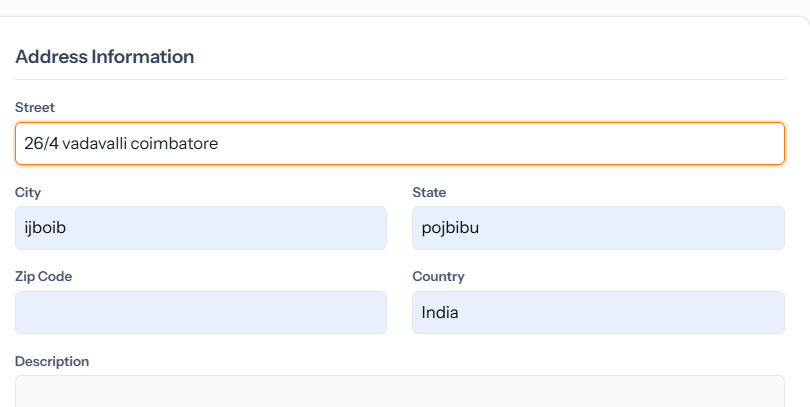 Address Information
Street
26/4 vadavalli coimbatore
City
State
ijboib
pojbibu
Zip Code
Country
India
Description